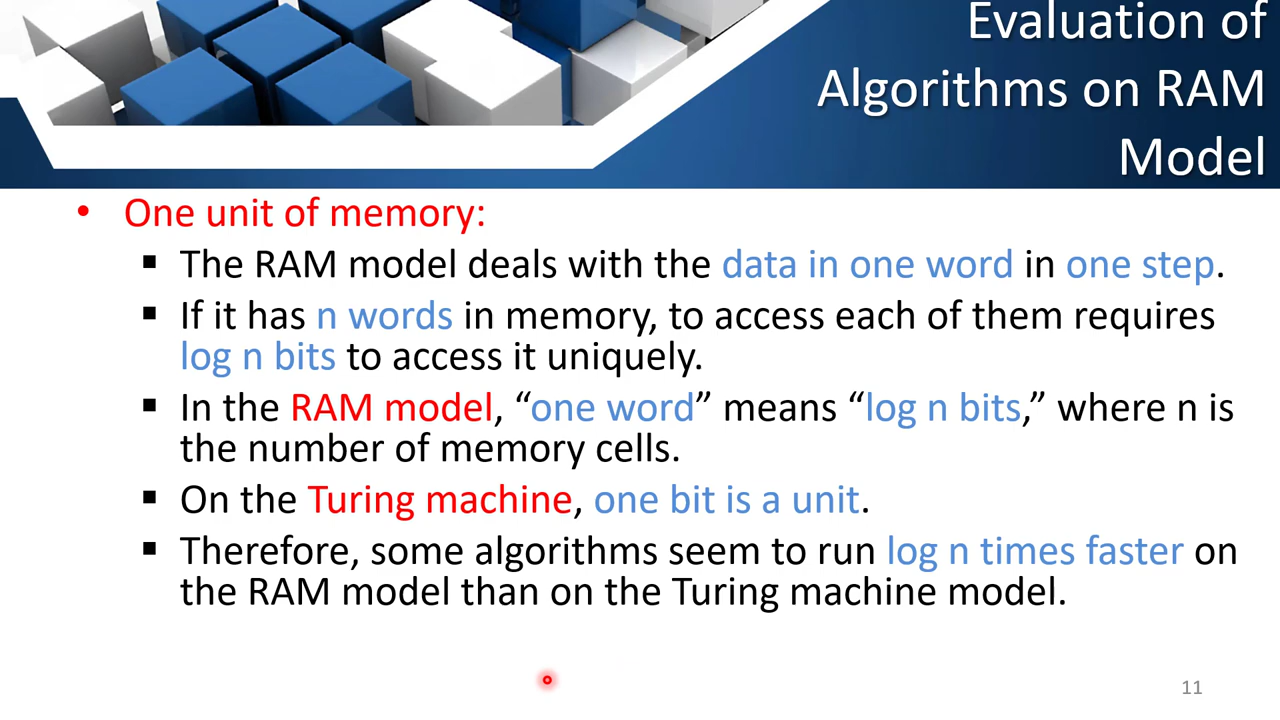 Evaluation of
Algorithms on RAM
Model
• One unit of memory:
▪ The RAM model deals with the data in one word in one step.
▪ If it has n words in memory, to access each of them requires
log n bits to access it uniquely.
▪ In the RAM model, “one word” means “log n bits,” where n is
the number of memory cells.
▪ On the Turing machine, one bit is a unit.
▪ Therefore, some algorithms seem to run log n times faster on
the RAM model than on the Turing machine model.
11